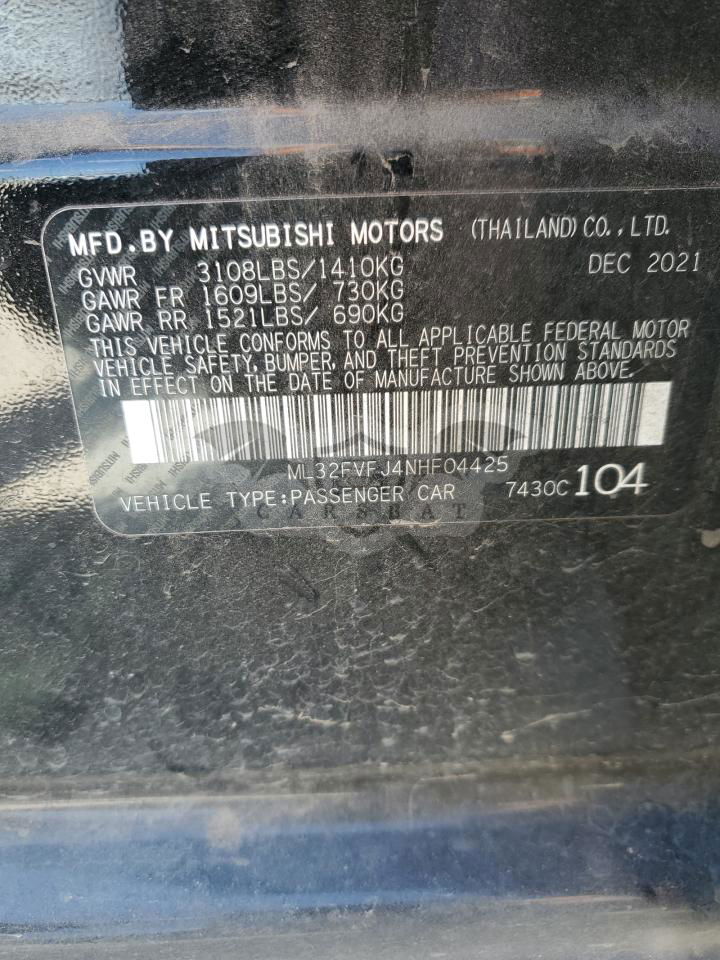 MFD.BY MITSUBISHI MOTORS (THAILAND) CO.,LTD.
GVWR 3108LBS/1410KG DEC 2021
GAWR FR 1609LBS/ 730KG
GAWR RR 1521LBS/ 690KG
THIS VEHICLE CONFORMS TO ALL APPLICABLE FEDERAL MOTOR
VEHICLE SAFETY, BUMPER, AND THEFT PREVENTION STANDARDS
IN EFFECT ON THE DATE OF MANUFACTURE SHOWN ABOVE.
ML32FVFJ4NHF04425
VEHICLE TYPE:PASSENGER CAR 7430C 104
SCARSHAT
MITSUBISHI